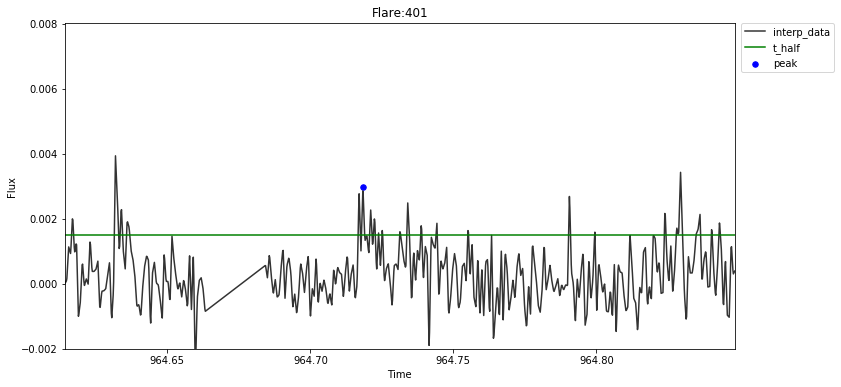 Flare:401
0.008
0.006
0.004
0.002
0.000
−0.002
Flux
964.65
964.70
964.75
964.80
Time
interp_data
t_half
peak